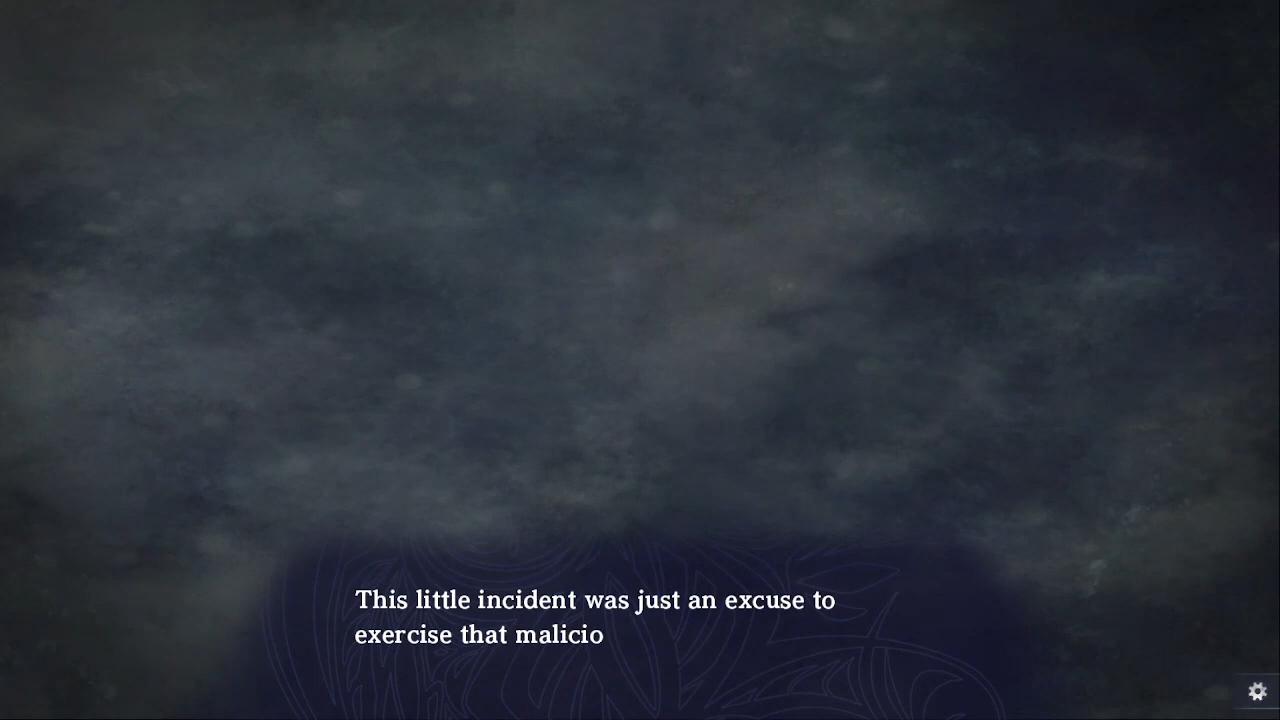 This little incident was just an excuse to
exercise that malicio